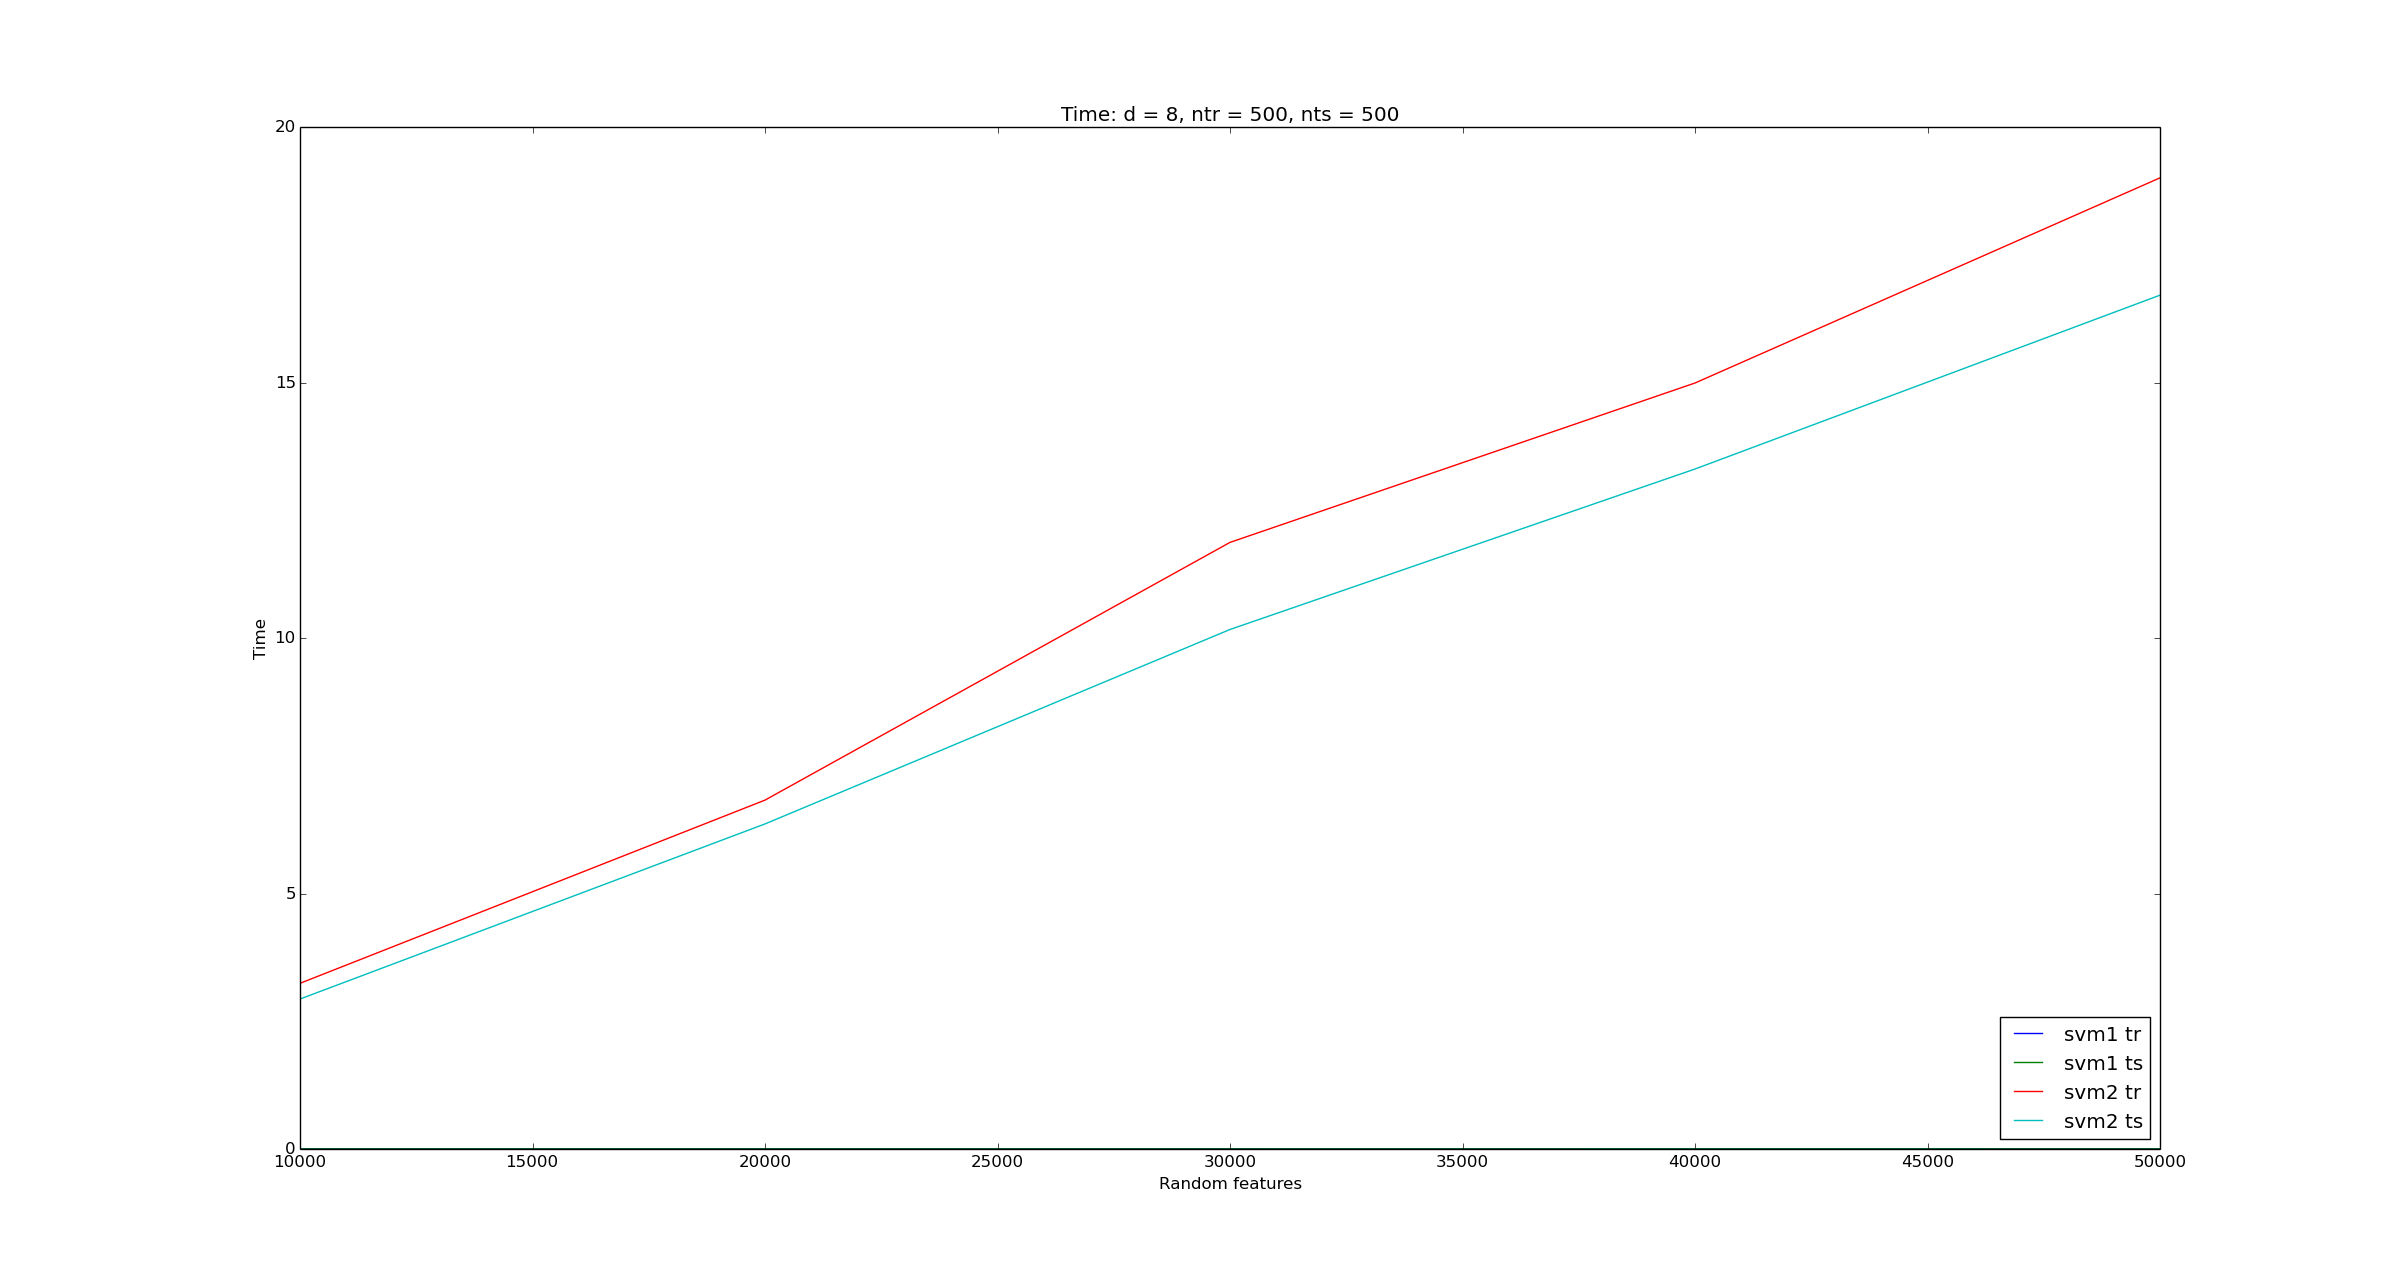 Time: d = 8, ntr = 500, nts = 500
20
15
10
5
0
Time
10000 15000 20000 25000 30000 35000 40000 45000 50000
Random features
svm1 tr
svm1 ts
svm2 tr
svm2 ts